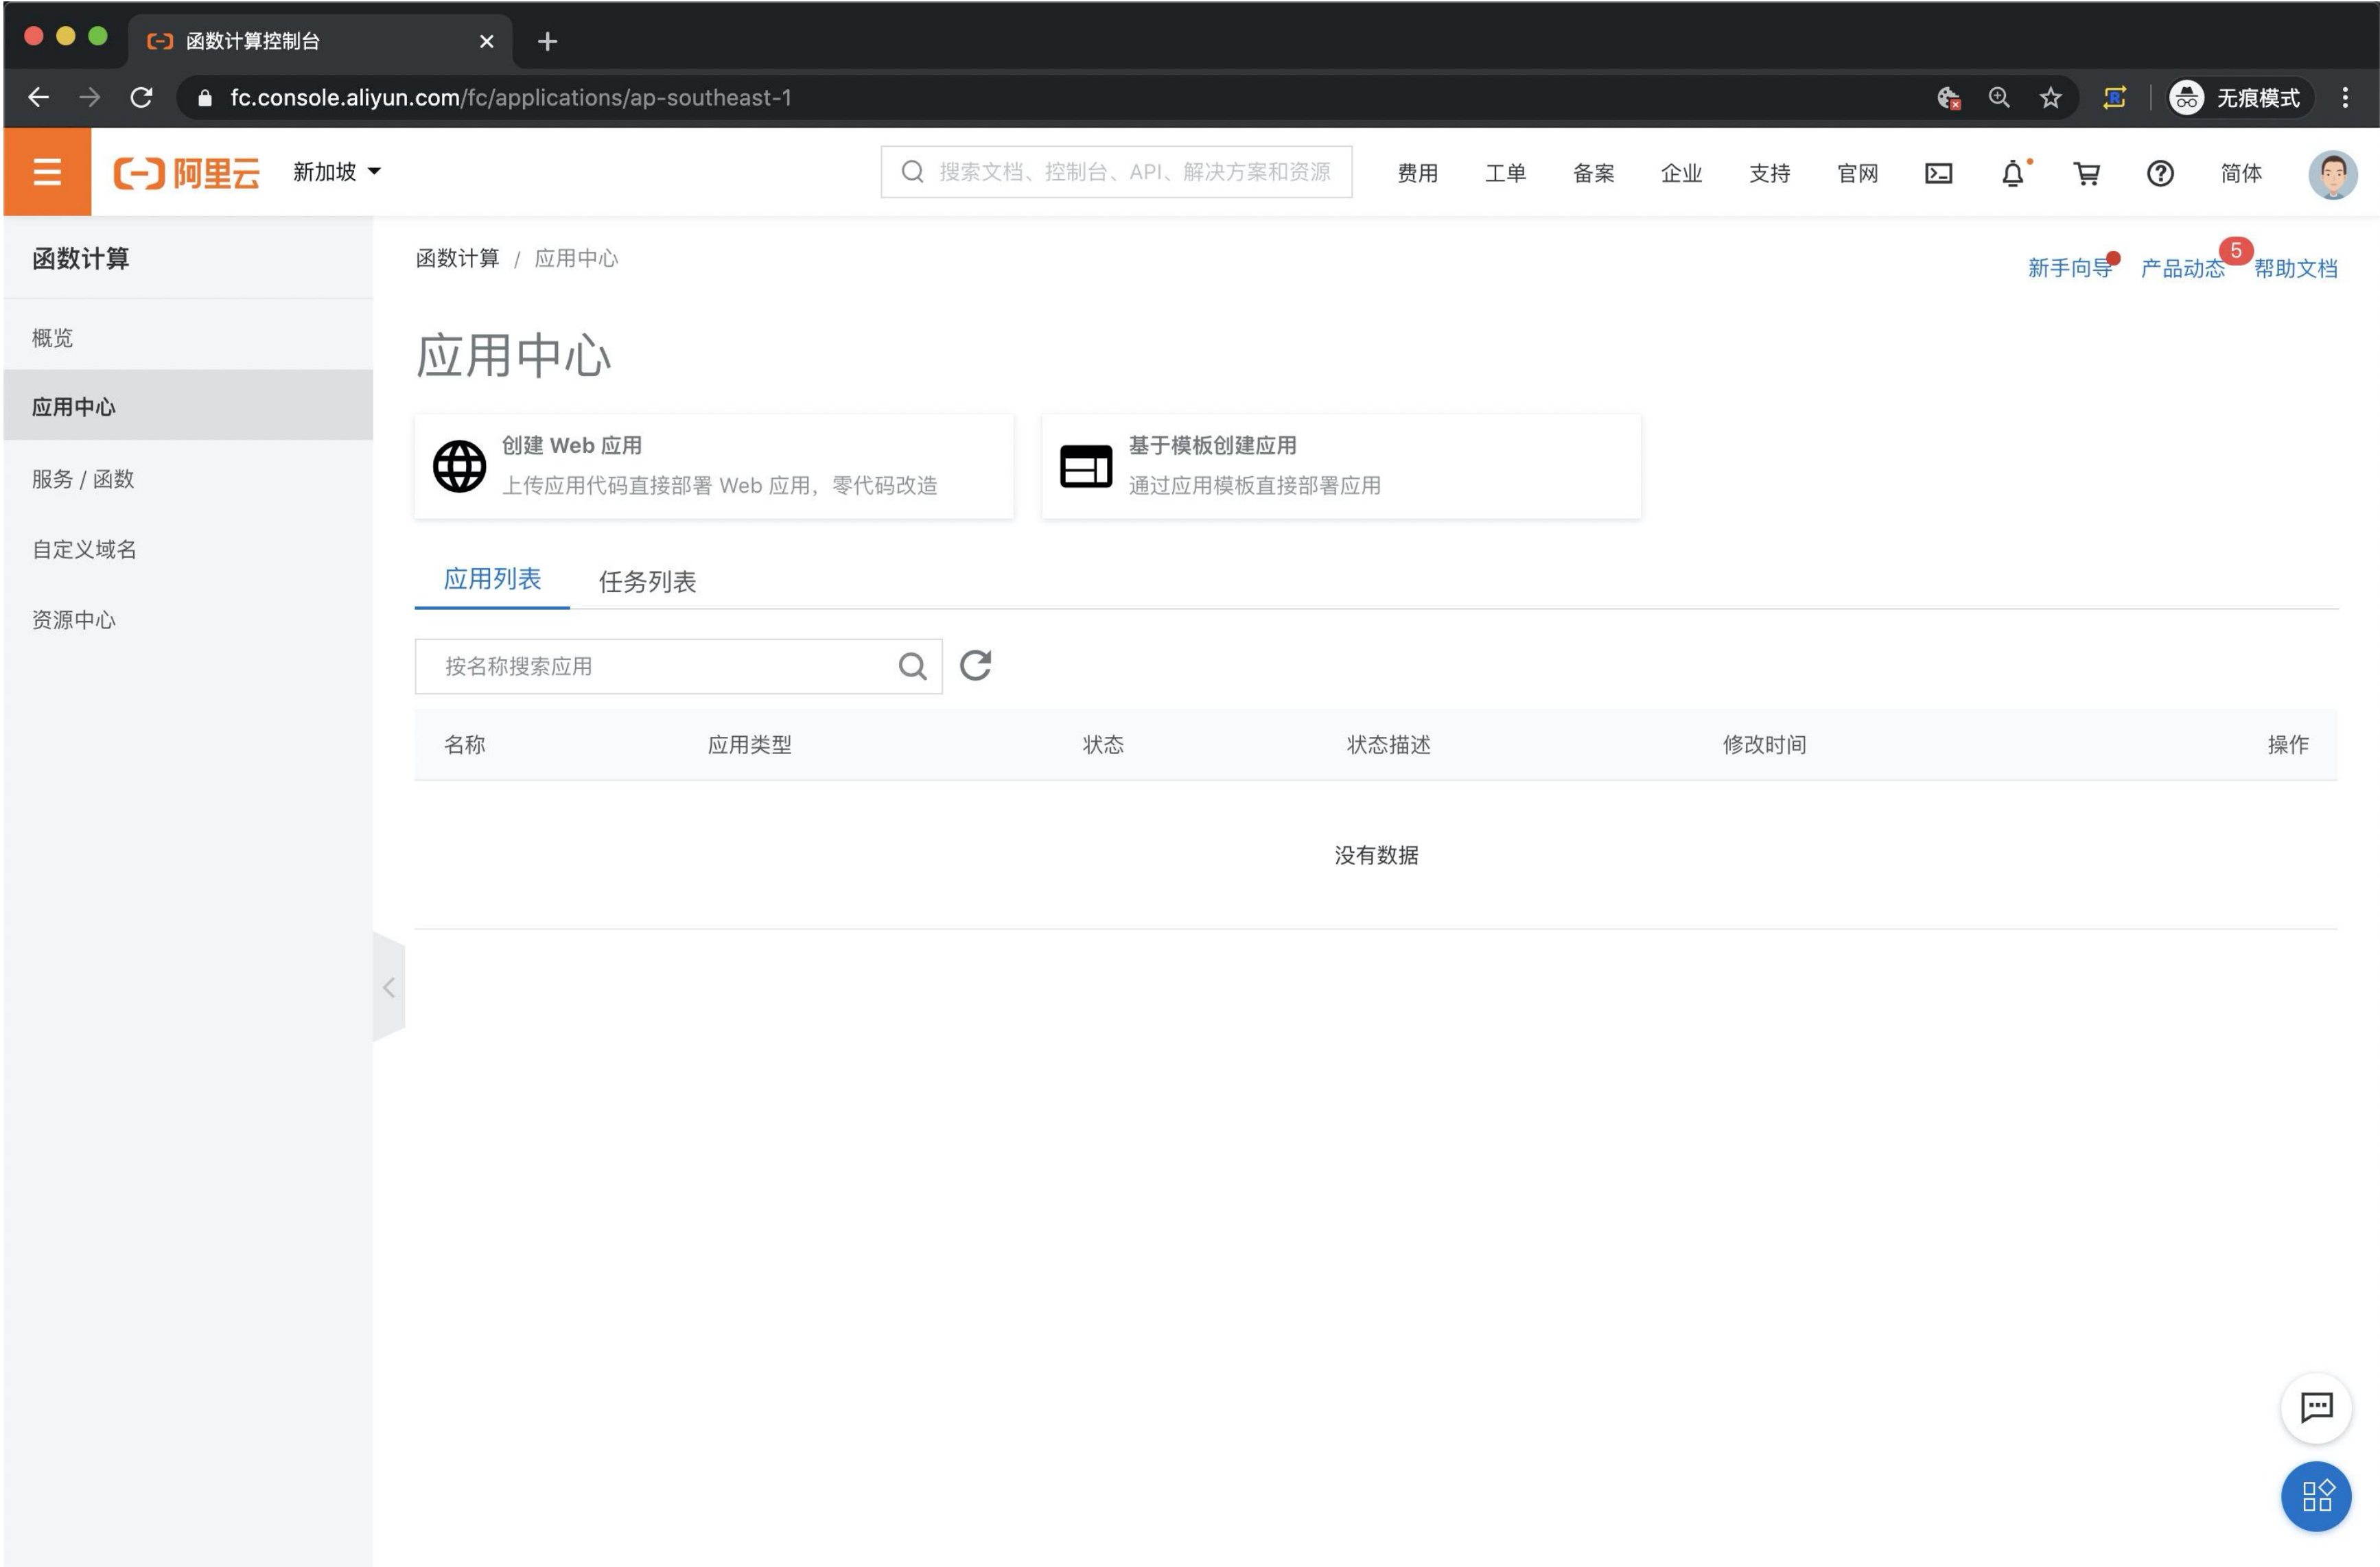 函数计算控制台
fc.console.aliyun.com/fc/applications/ap-southeast-1
无痕模式
阿里云
新加坡
搜索文档、控制台、API、解决方案和资源
费用
工单
备案
企业
支持
官网
简体
函数计算
概览
应用中心
服务 / 函数
自定义域名
资源中心
函数计算 / 应用中心
新手向导
产品动态
5
帮助文档
应用中心
创建 Web 应用
上传应用代码直接部署 Web 应用，零代码改造
基于模板创建应用
通过应用模板直接部署应用
应用列表
任务列表
按名称搜索应用
名称 应用类型 状态 状态描述 修改时间 操作
没有数据